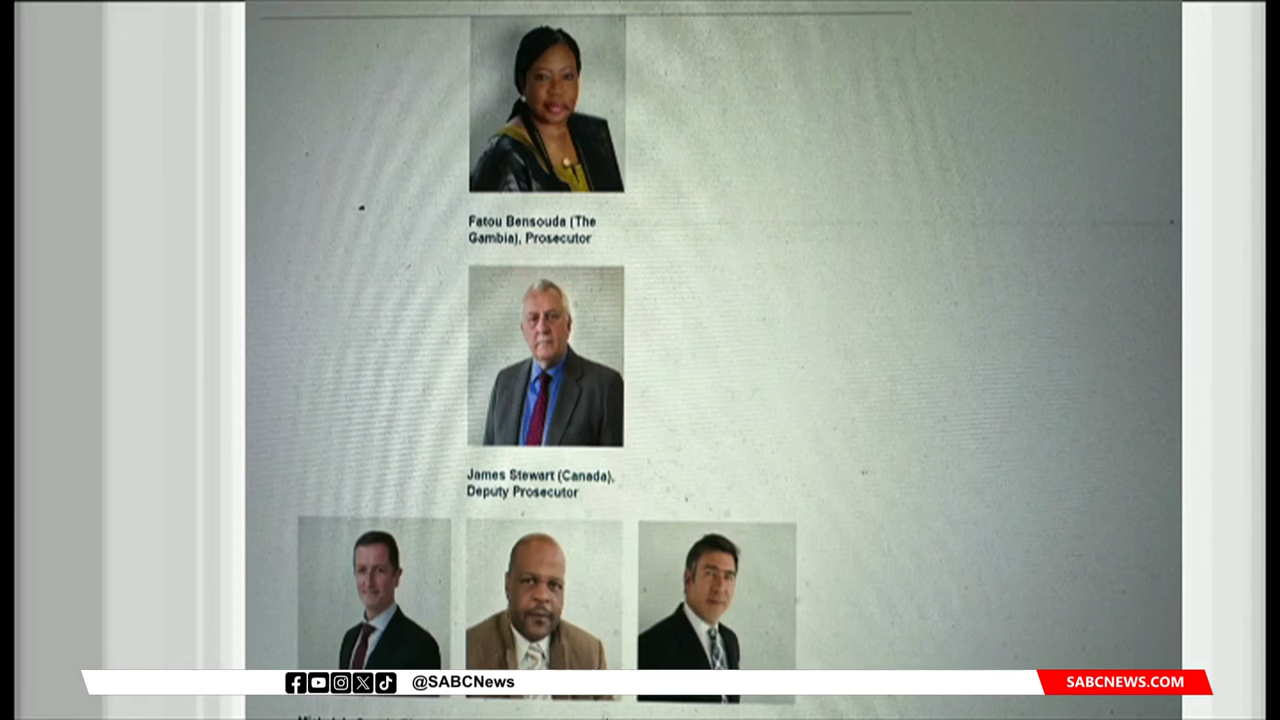 Fatou Bensouda (The
Gambia), Prosecutor
James Stewart (Canada),
Deputy Prosecutor
@SABCNews
SABCNEWS.COM